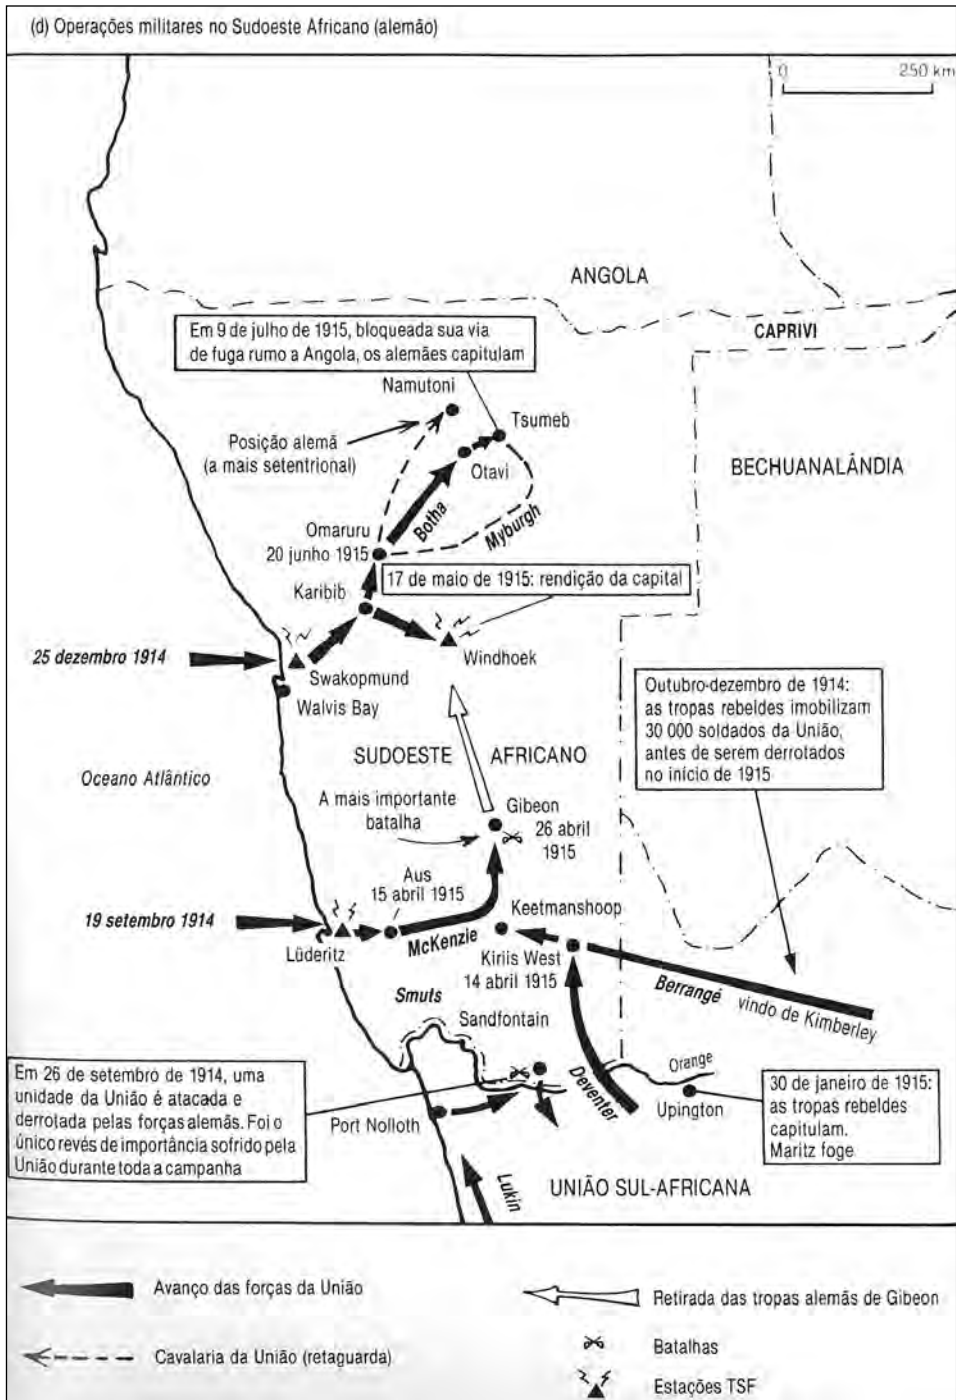 (d) Operações militares no Sudoeste Africano (alemão)
0 250 km
ANGOLA
CAPRIVI
Em 9 de julho de 1915, bloqueada sua via
de fuga rumo a Angola, os alemães capitulam
Namutoni
Tsumeb
Posição alemã
(a mais setentrional)
Otavi
BECHUANALÂNDIA
Botha
Myburgh
Omaruru
20 junho 1915
17 de maio de 1915: rendição da capital
Karibib
25 dezembro 1914
Swakopmund
Windhoek
Walvis Bay
Outubro-dezembro de 1914:
as tropas rebeldes imobilizam
30 000 soldados da União,
antes de serem derrotados
no início de 1915
SUDOESTE AFRICANO
Oceano Atlântico
A mais importante
batalha
Gibeon
26 abril
1915
Aus
15 abril 1915
19 setembro 1914
Keetmanshoop
Lüderitz
McKenzie
Kiriis West
14 abril 1915
Berrangé
vindo de Kimberley
Smuts
Sandfontain
Em 26 de setembro de 1914, uma
unidade da União é atacada e
derrotada pelas forças alemãs. Foi o
único revés de importância sofrido pela
União durante toda a campanha
Port Nolloth
Deventer
Orange
Upington
30 de janeiro de 1915:
as tropas rebeldes
capitulam.
Maritz foge
Lukin
UNIÃO SUL-AFRICANA
Avanço das forças da União
Retirada das tropas alemãs de Gibeon
Batalhas
Cavalaria da União (retaguarda)
Estações TSF